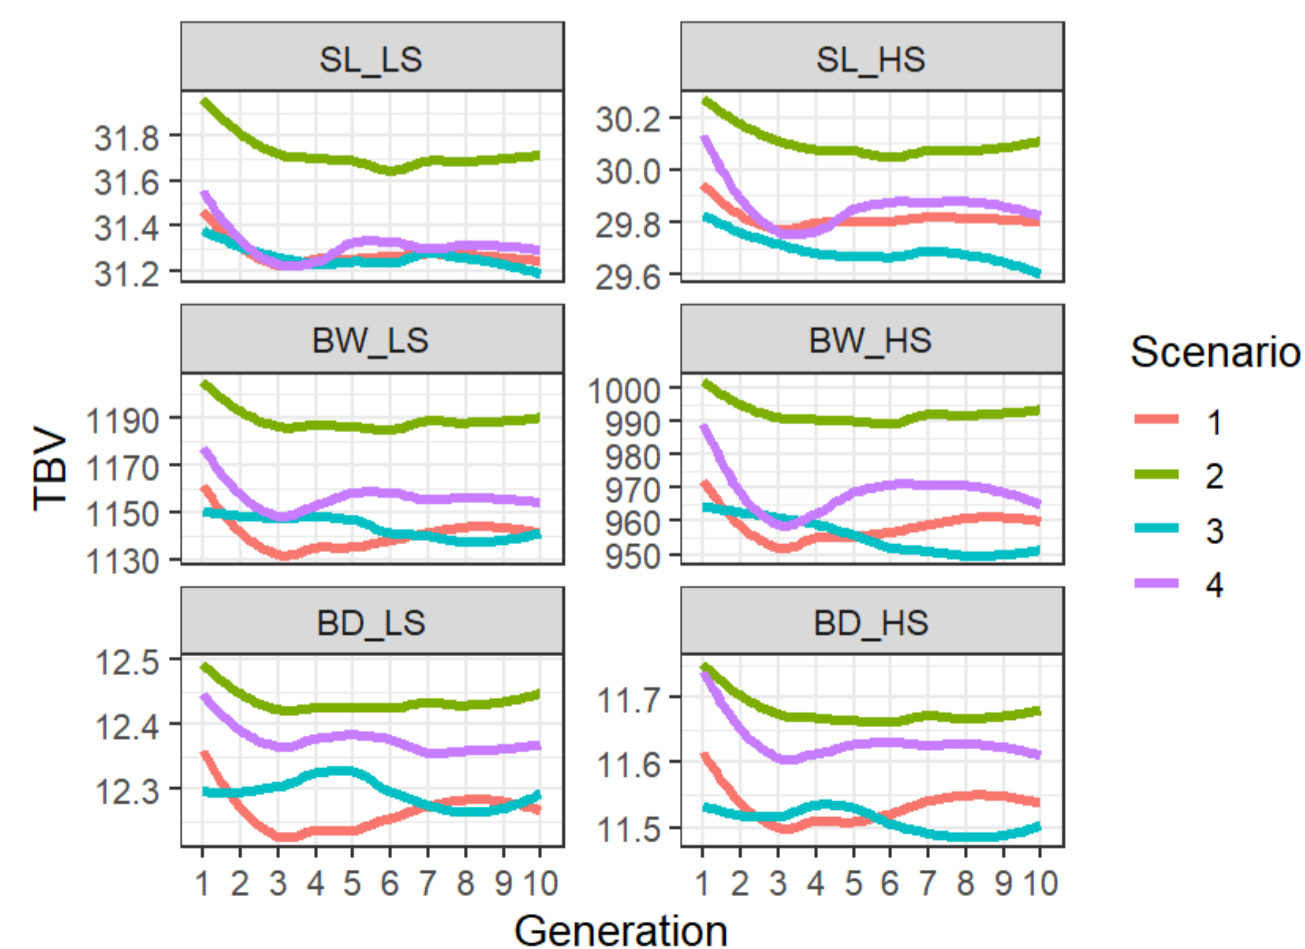 SL_LS
SL_HS
31.8
31.6
31.4
31.2
30.2
30.0
29.8
29.6
BW_LS
BW_HS
1190
1170
1150
1130
1000
990
980
970
960
950
BD_LS
BD_HS
12.5
12.4
12.3
11.7
11.6
11.5
1 2 3 4 5 6 7 8 9 10
1 2 3 4 5 6 7 8 9 10
TBV
Generation
Scenario
1
2
3
4